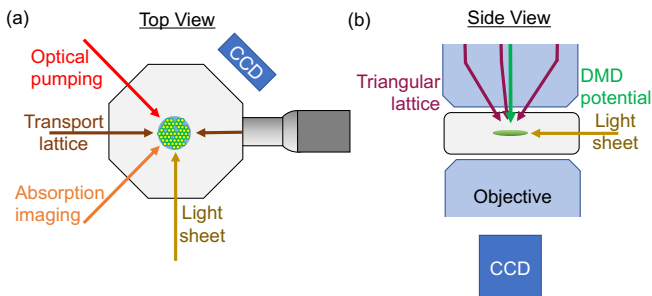 (a)
Top View
Optical
pumping
CCD
Transport
lattice
Absorption
imaging
Light
sheet
(b)
Side View
Triangular
lattice
DMD
potential
Light
sheet
Objective
CCD